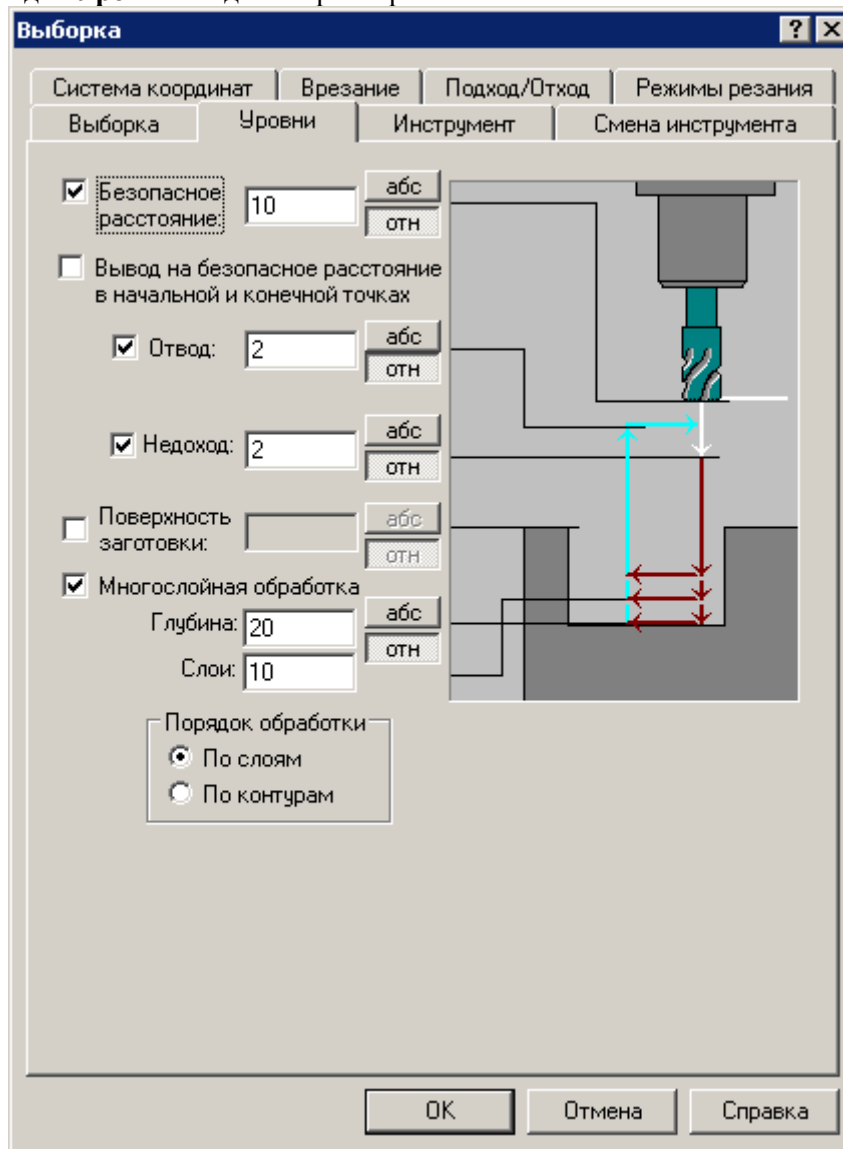 Выборка
Система координат Врезание Подход/Отход Режимы резания
Выборка Уровни Инструмент Смена инструмента
Безопасное
расстояние:
10
абс
отн
Вывод на безопасное расстояние
в начальной и конечной точках
Отвод: 2
абс
отн
Недоход: 2
абс
отн
Поверхность
заготовки:
абс
отн
Многослойная обработка
Глубина: 20
абс
отн
Слои: 10
Порядок обработки
По слоям
По контурам
OK Отмена Справка